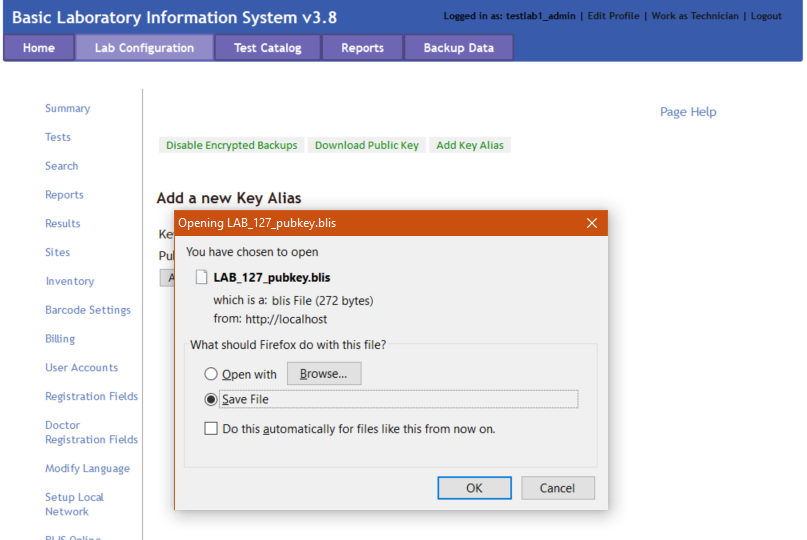 Basic Laboratory Information System v3.8
Logged in as: testlab1_admin | Edit Profile | Work as Technician | Logout
Home Lab Configuration Test Catalog Reports Backup Data
Summary
Tests
Search
Reports
Results
Sites
Inventory
Barcode Settings
Billing
User Accounts
Registration Fields
Doctor
Registration Fields
Modify Language
Setup Local
Network
BLIS Online
Page Help
Disable Encrypted Backups Download Public Key Add Key Alias
Add a new Key Alias
Opening LAB_127_pubkey.blis
You have chosen to open
LAB_127_pubkey.blis
which is a: blis File (272 bytes)
from: http://localhost
What should Firefox do with this file?
Open with Browse...
Save File
Do this automatically for files like this from now on.
OK Cancel